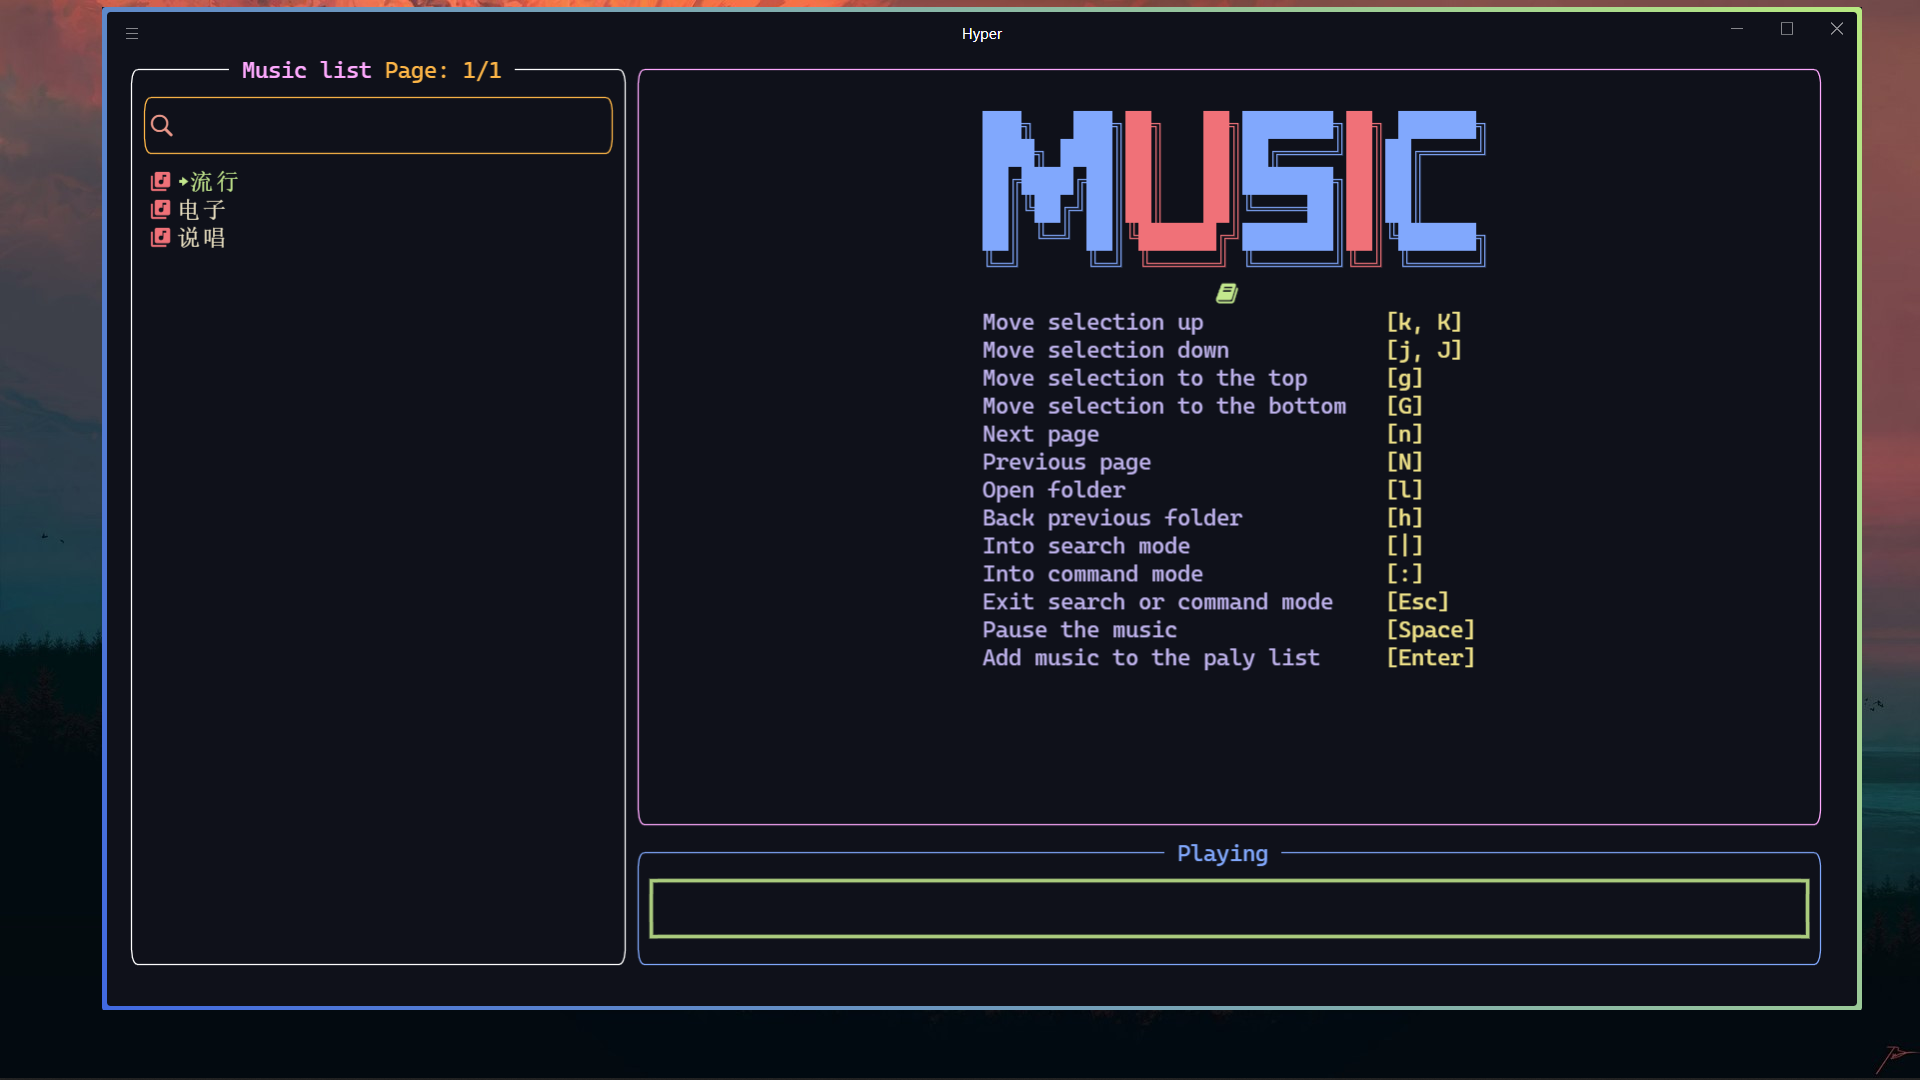 Hyper
Music list Page: 1/1
流行
电子
说唱
MUSIC
Move selection up [k, K]
Move selection down [j, J]
Move selection to the top [g]
Move selection to the bottom [G]
Next page [n]
Previous page [N]
Open folder [l]
Back previous folder [h]
Into search mode [|]
Into command mode [:]
Exit search or command mode [Esc]
Pause the music [Space]
Add music to the paly list [Enter]
Playing